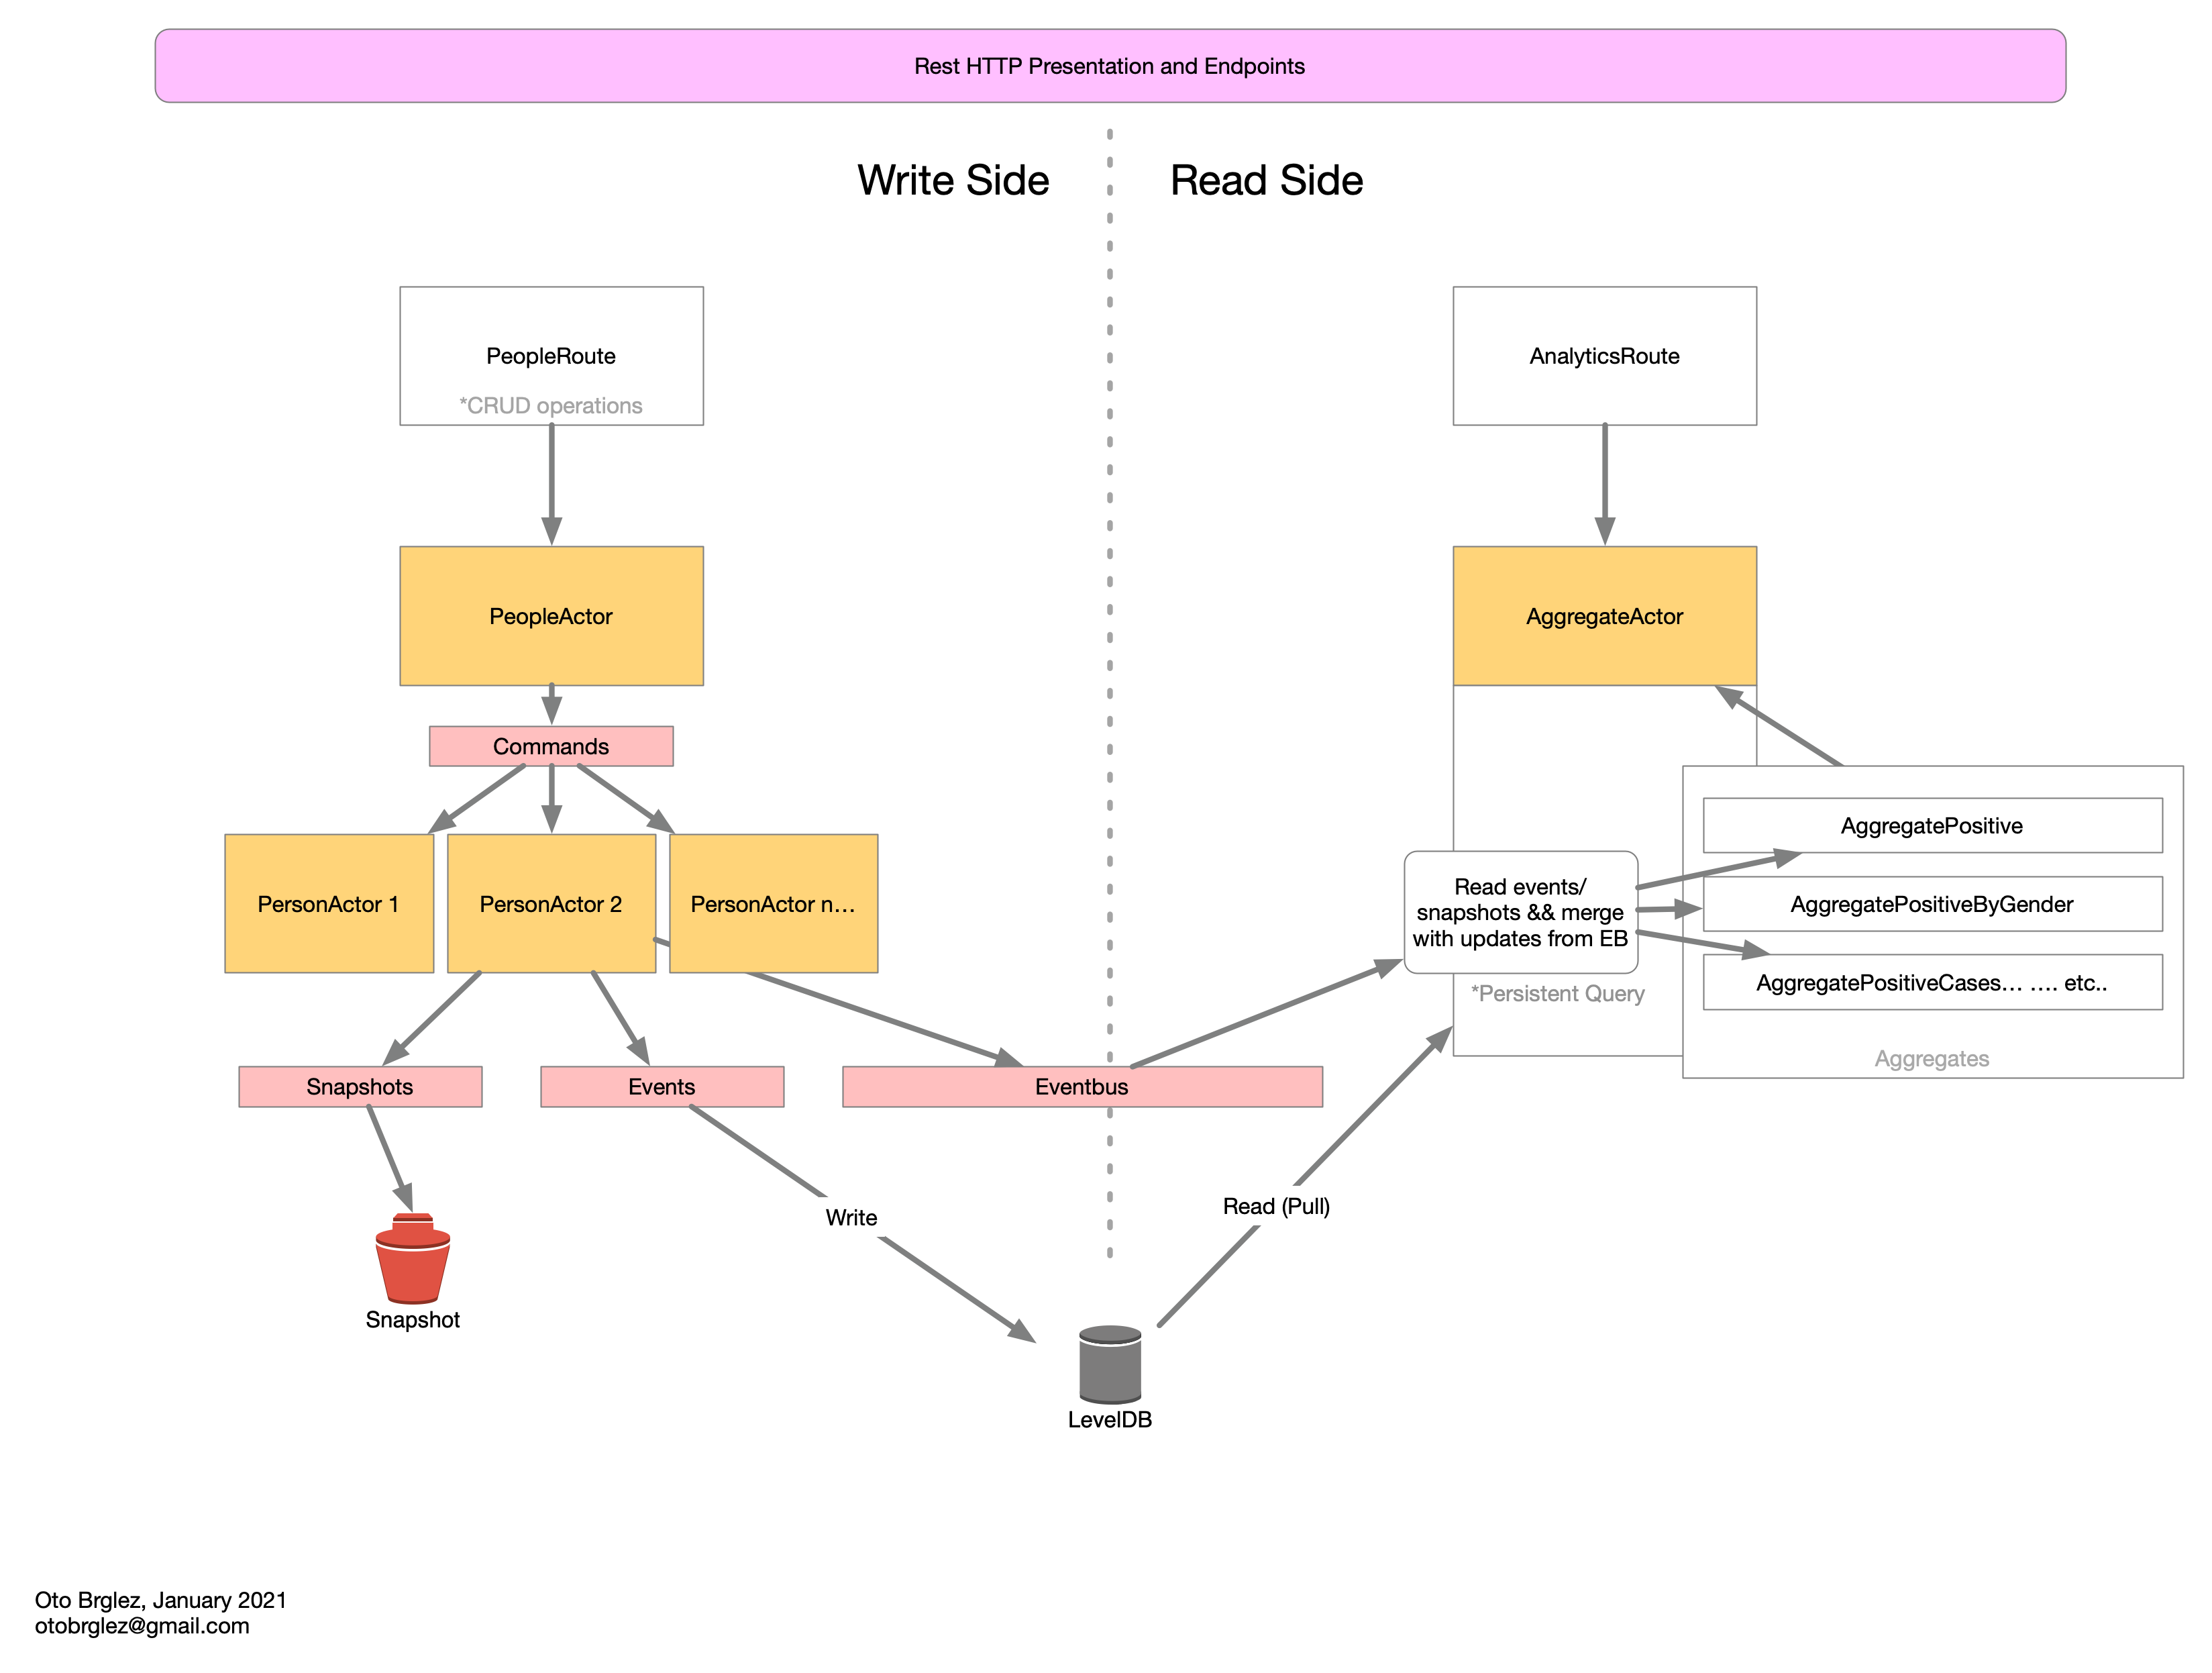 Rest HTTP Presentation and Endpoints
Write Side
Read Side
PeopleRoute
*CRUD operations
AnalyticsRoute
PeopleActor
AggregateActor
Commands
PersonActor 1
PersonActor 2
PersonActor n...
AggregatePositive
AggregatePositiveByGender
AggregatePositiveCases... .... etc..
Aggregates
Read events/
snapshots && merge
with updates from EB
*Persistent Query
Snapshots
Events
Eventbus
Write
Read (Pull)
Snapshot
LevelDB
Oto Brglez, January 2021
otobrglez@gmail.com